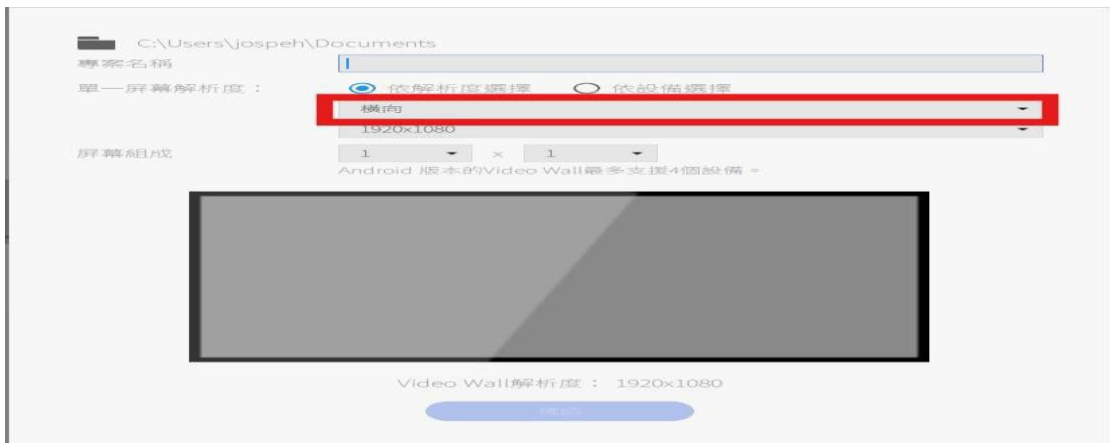 C:\Users\jospeh\Documents
專案名稱
單一屏幕解析度：
依解析度選擇 依設備選擇
橫向
1920x1080
屏幕組成 1 × 1
Android 版本的Video Wall最多支援4個設備。
Video Wall解析度： 1920x1080